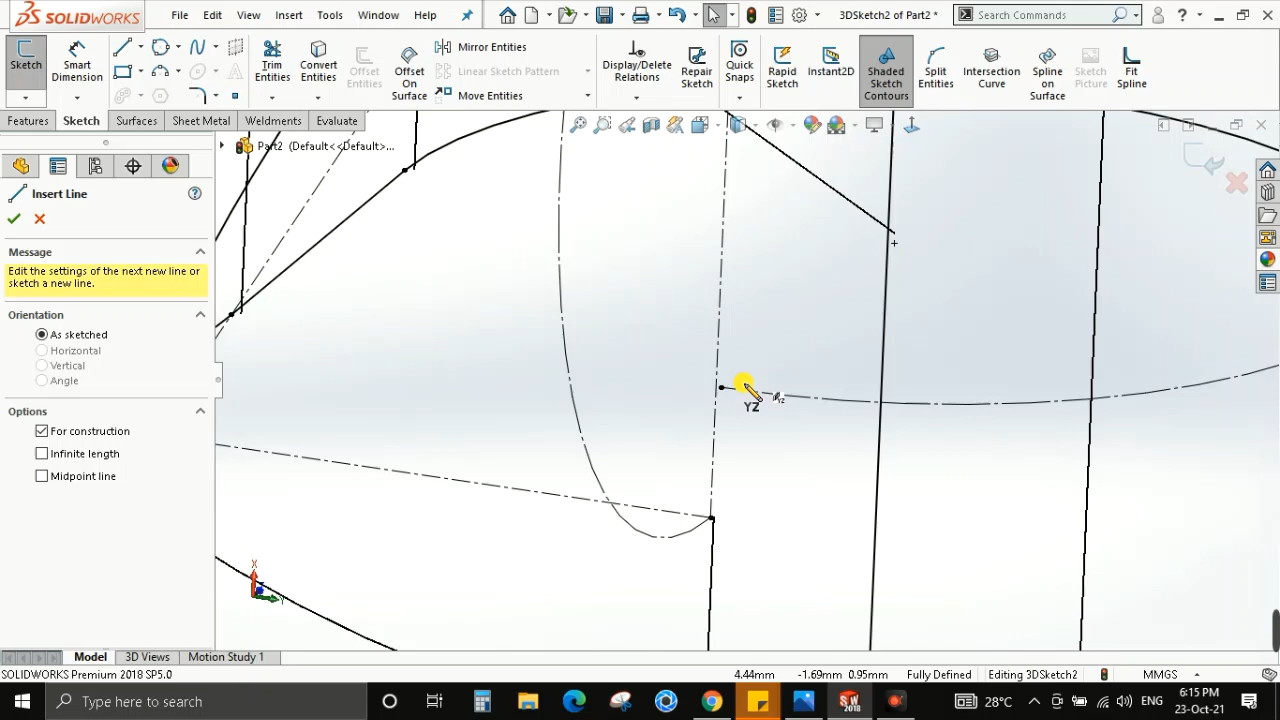 SOLIDWORKS
File Edit View Insert Tools Window Help
3DSketch2 of Part2 *
Search Commands
Sketch
Smart Dimension
Trim Entities
Convert Entities
Offset Entities
Offset On Surface
Mirror Entities
Linear Sketch Pattern
Move Entities
Display/Delete Relations
Repair Sketch
Quick Snaps
Rapid Sketch
Instant2D
Shaded Sketch Contours
Split Entities
Intersection Curve
Spline on Surface
Sketch Picture
Fit Spline
Features Sketch Surfaces Sheet Metal Weldments Evaluate
Part2 (Default<<Default>...
Insert Line
Message
Edit the settings of the next new line or
sketch a new line.
Orientation
As sketched
Horizontal
Vertical
Angle
Options
For construction
Infinite length
Midpoint line
YZ
X
Y
Model 3D Views Motion Study 1
SOLIDWORKS Premium 2018 SP5.0
4.44mm -1.69mm 0.95mm Fully Defined Editing 3DSketch2 MMGS
Type here to search
28°C
ENG
6:15 PM
23-Oct-21